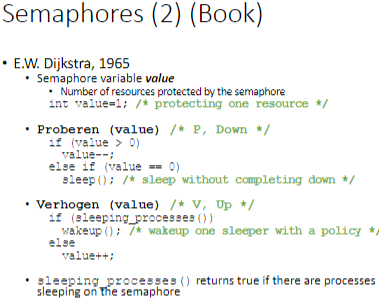 Semaphores (2) (Book)
• E.W. Dijkstra, 1965
• Semaphore variable value
• Number of resources protected by the semaphore
int value=1; /* protecting one resource */
• Proberen (value) /* P, Down */
if (value > 0)
value--;
else if (value == 0)
sleep(); /* sleep without completing down */
• Verhogen (value) /* V, Up */
if (sleeping_processes())
wakeup(); /* wakeup one sleeper with a policy */
else
value++;
• sleeping_processes() returns true if there are processes
sleeping on the semaphore